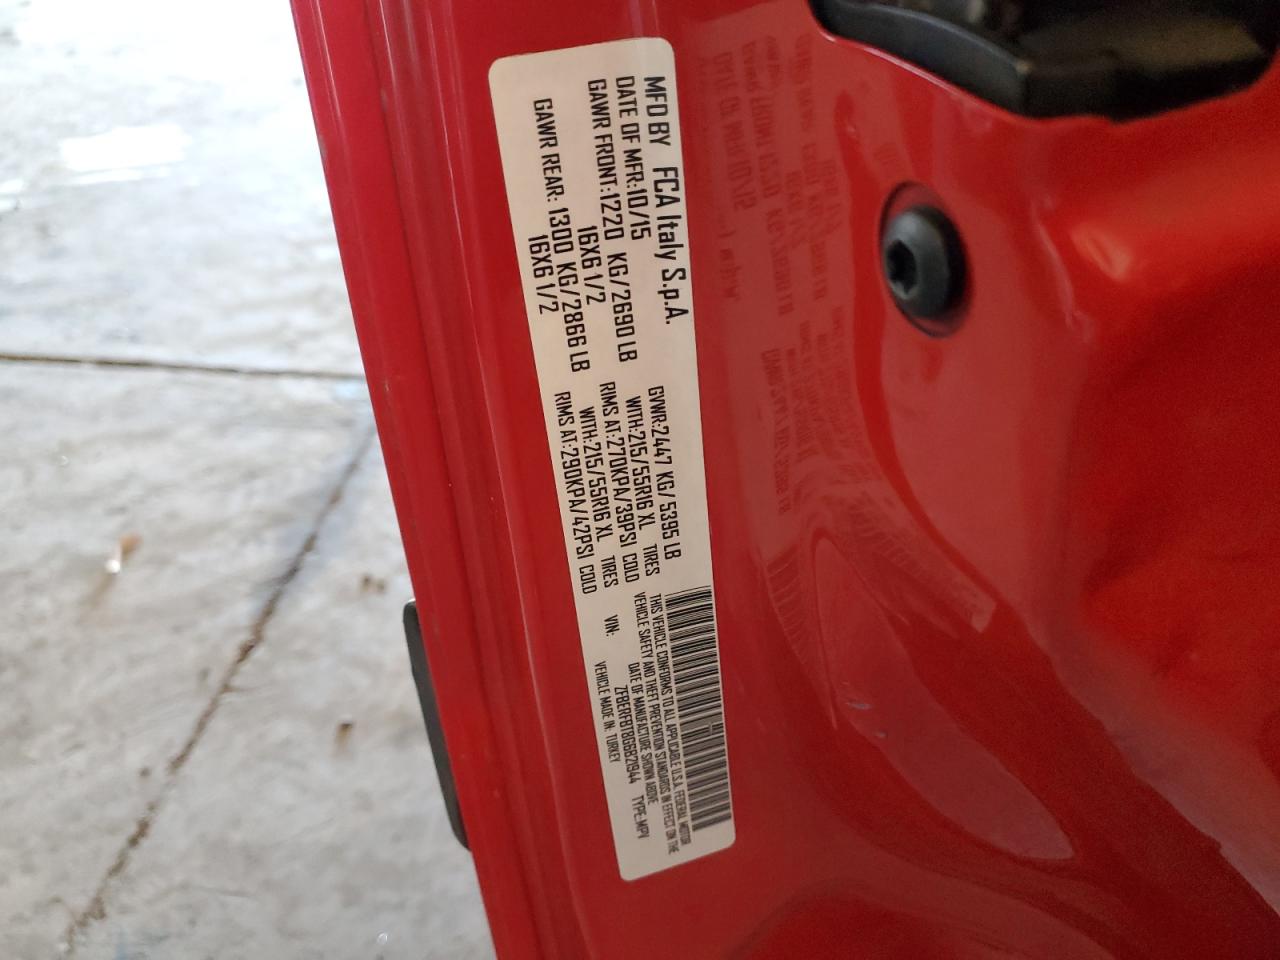 MFD BY FCA Italy S.p.A.
DATE OF MFR:10/15 GVWR:2447 KG/5395 LB
GAWR FRONT:1220 KG/2690 LB WITH:215/55R16 XL TIRES
16X6 1/2 RIMS AT:270KPA/39PSI COLD
GAWR REAR: 1300 KG/2866 LB WITH:215/55R16 XL TIRES
16X6 1/2 RIMS AT:290KPA/42PSI COLD
THIS VEHICLE CONFORMS TO ALL APPLICABLE U.S.A. FEDERAL MOTOR
VEHICLE SAFETY AND THEFT PREVENTION STANDARDS IN EFFECT ON THE
DATE OF MANUFACTURE SHOWN ABOVE
VIN: ZFBERFBT8G6B21944 TYPE:MPV
VEHICLE MADE IN: TURKEY